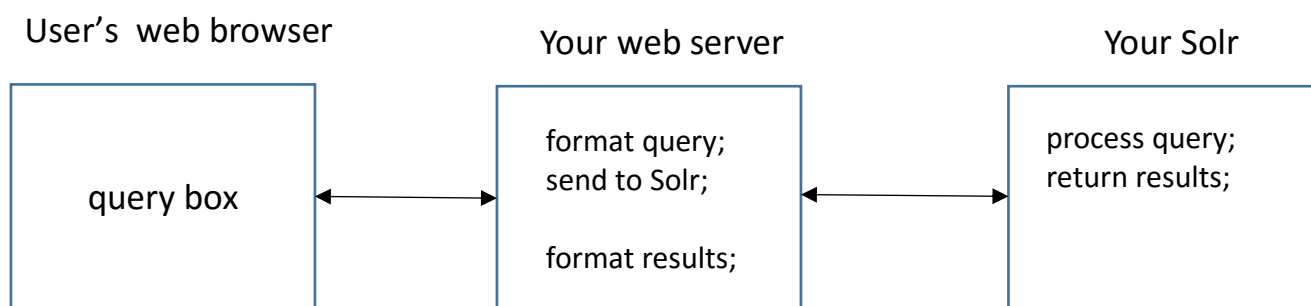 User's  web browser
Your web server
Your Solr
query box
format query;
send to Solr;
format results;
process query;
return results;